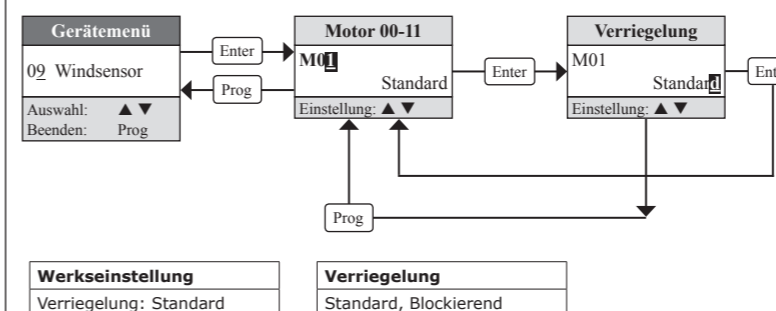 Gerätemenü
09 Windsensor
Auswahl: ▲ ▼
Beenden: Prog
Enter
Prog
Motor 00-11
M01
Standard
Einstellung: ▲ ▼
Enter
Verriegelung
M01
Standard
Einstellung: ▲ ▼
Prog
Werkseinstellung
Verriegelung: Standard
Verriegelung
Standard, Blockierend